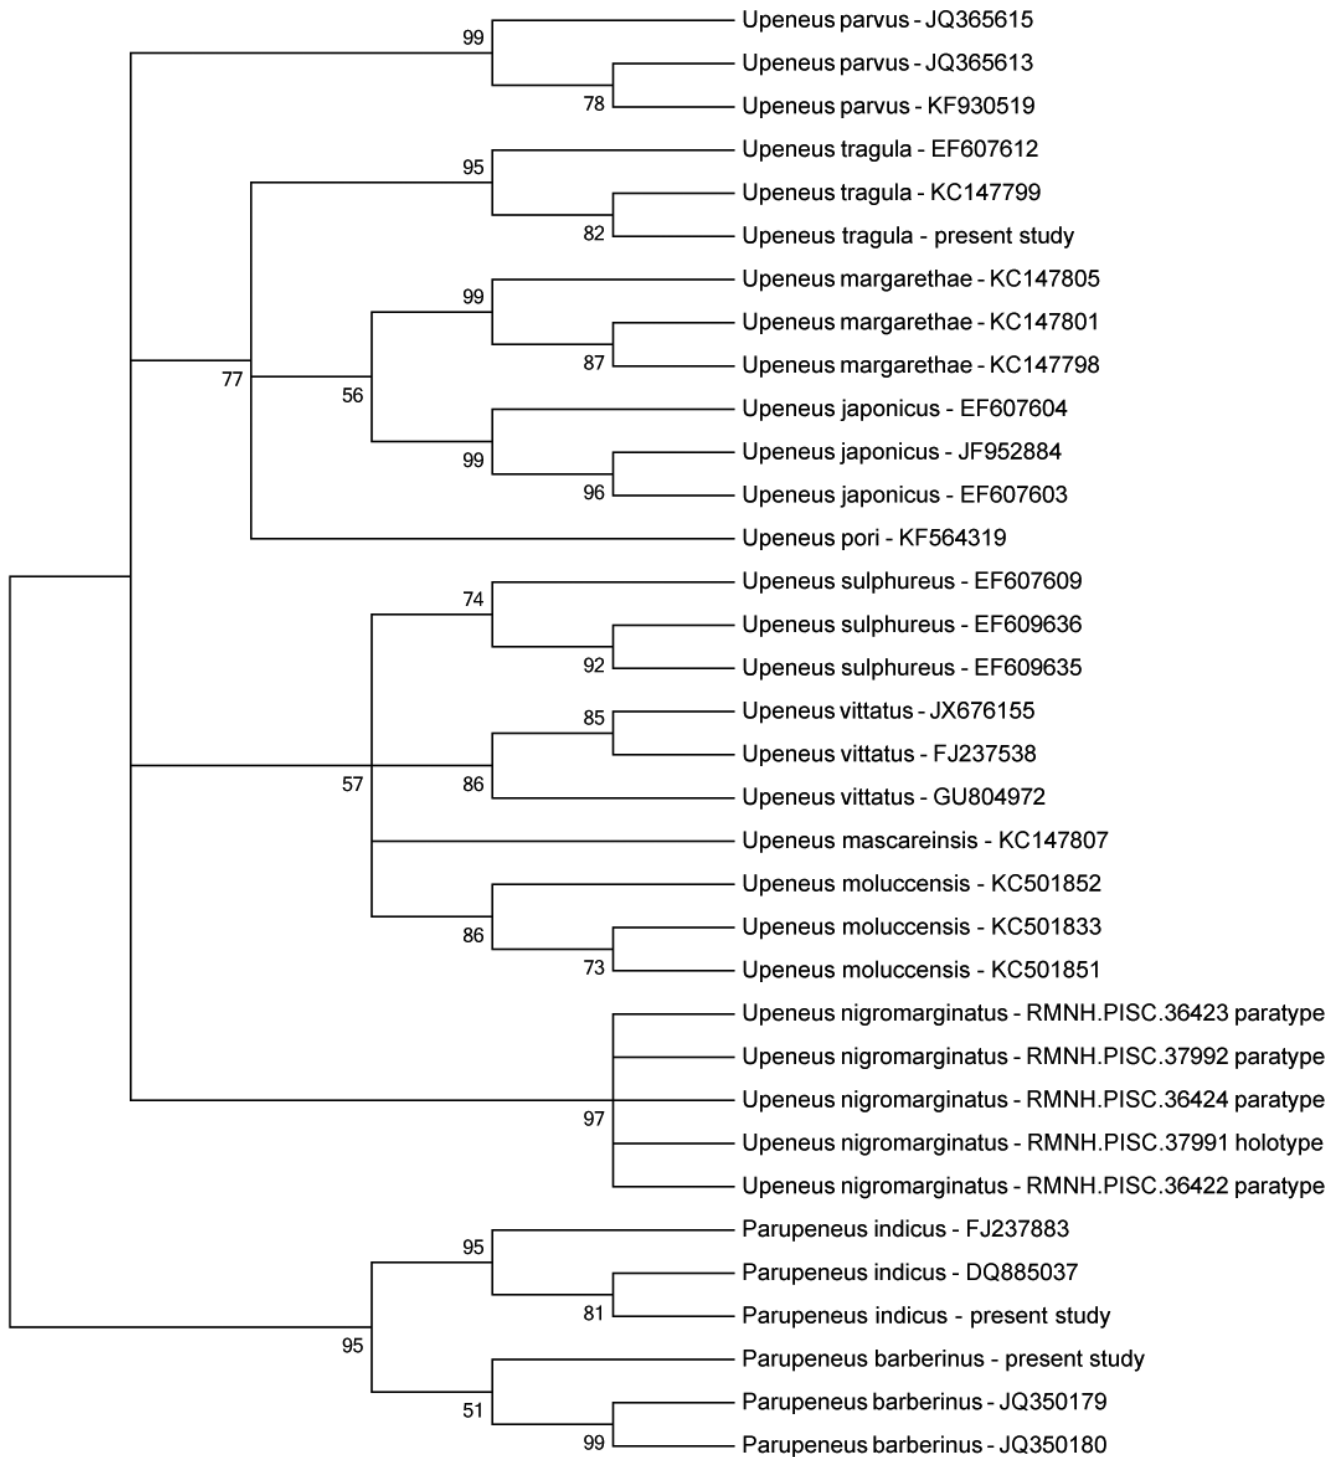 Upeneus parvus - JQ365615
99
Upeneus parvus - JQ365613
78
Upeneus parvus - KF930519
Upeneus tragula - EF607612
95
Upeneus tragula - KC147799
82
Upeneus tragula - present study
Upeneus margarethae - KC147805
99
Upeneus margarethae - KC147801
87
Upeneus margarethae - KC147798
77
56
Upeneus japonicus - EF607604
99
Upeneus japonicus - JF952884
96
Upeneus japonicus - EF607603
Upeneus pori - KF564319
Upeneus sulphureus - EF607609
74
Upeneus sulphureus - EF609636
92
Upeneus sulphureus - EF609635
85
Upeneus vittatus - JX676155
Upeneus vittatus - FJ237538
57
86
Upeneus vittatus - GU804972
Upeneus mascareinsis - KC147807
Upeneus moluccensis - KC501852
86
Upeneus moluccensis - KC501833
73
Upeneus moluccensis - KC501851
Upeneus nigromarginatus - RMNH.PISC.36423 paratype
Upeneus nigromarginatus - RMNH.PISC.37992 paratype
Upeneus nigromarginatus - RMNH.PISC.36424 paratype
97
Upeneus nigromarginatus - RMNH.PISC.37991 holotype
Upeneus nigromarginatus - RMNH.PISC.36422 paratype
Parupeneus indicus - FJ237883
95
Parupeneus indicus - DQ885037
81
Parupeneus indicus - present study
95
Parupeneus barberinus - present study
51
Parupeneus barberinus - JQ350179
99
Parupeneus barberinus - JQ350180